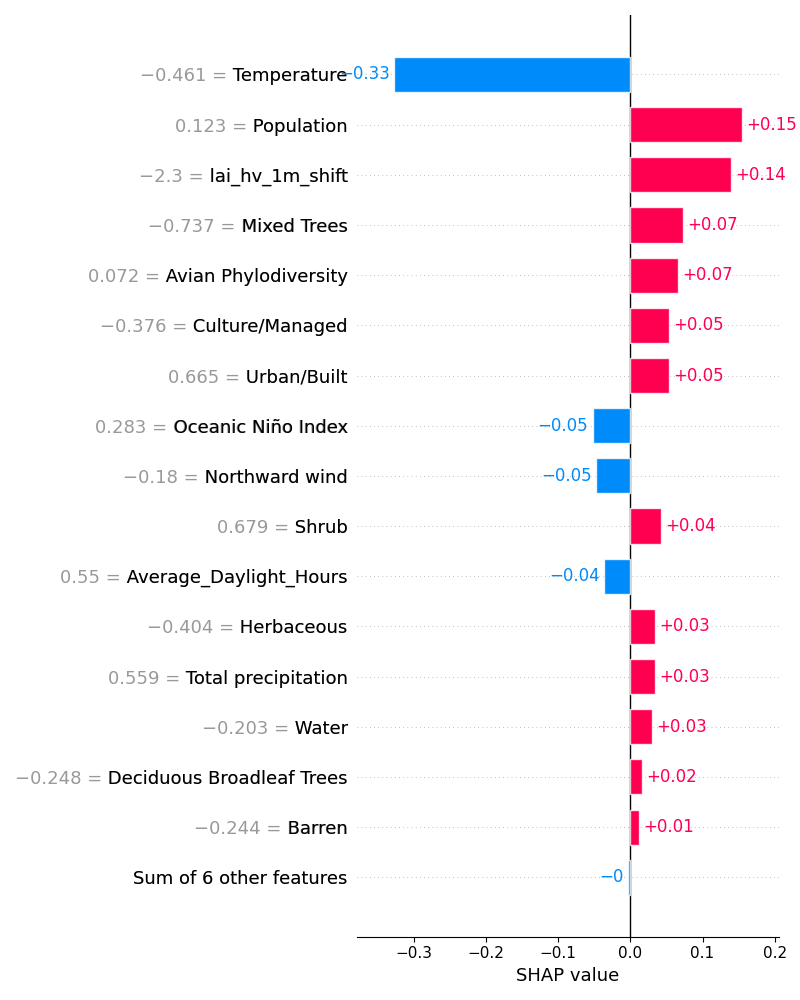 −0.461 = Temperature −0.33
0.123 = Population +0.15
−2.3 = lai_hv_1m_shift +0.14
−0.737 = Mixed Trees +0.07
0.072 = Avian Phylodiversity +0.07
−0.376 = Culture/Managed +0.05
0.665 = Urban/Built +0.05
0.283 = Oceanic Niño Index −0.05
−0.18 = Northward wind −0.05
0.679 = Shrub +0.04
0.55 = Average_Daylight_Hours −0.04
−0.404 = Herbaceous +0.03
0.559 = Total precipitation +0.03
−0.203 = Water +0.03
−0.248 = Deciduous Broadleaf Trees +0.02
−0.244 = Barren +0.01
Sum of 6 other features −0
−0.3 −0.2 −0.1 0.0 0.1 0.2
SHAP value